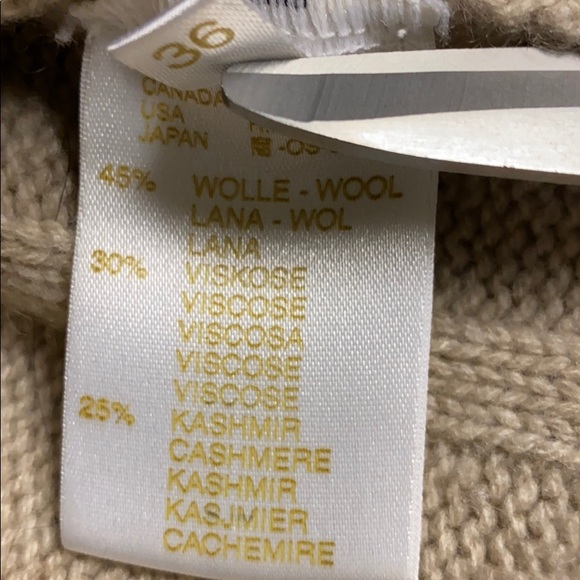 36
CANADA
USA
JAPAN
45% WOLLE - WOOL
LANA - WOL
LANA
30% VISKOSE
VISCOSE
VISCOSA
VISCOSE
VISCOSE
25% KASHMIR
CASHMERE
KASHMIR
KASJMIER
CACHEMIRE